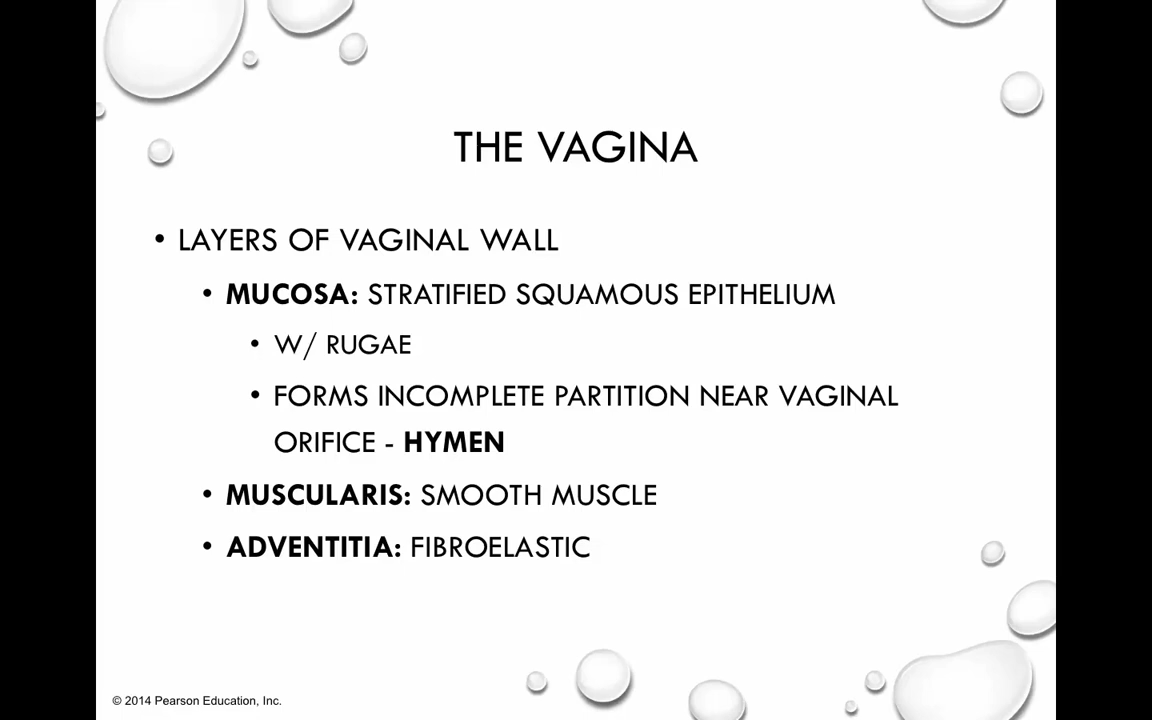 THE VAGINA
• LAYERS OF VAGINAL WALL
• MUCOSA: STRATIFIED SQUAMOUS EPITHELIUM
• W/ RUGAE
• FORMS INCOMPLETE PARTITION NEAR VAGINAL
ORIFICE - HYMEN
• MUSCULARIS: SMOOTH MUSCLE
• ADVENTITIA: FIBROELASTIC
© 2014 Pearson Education, Inc.